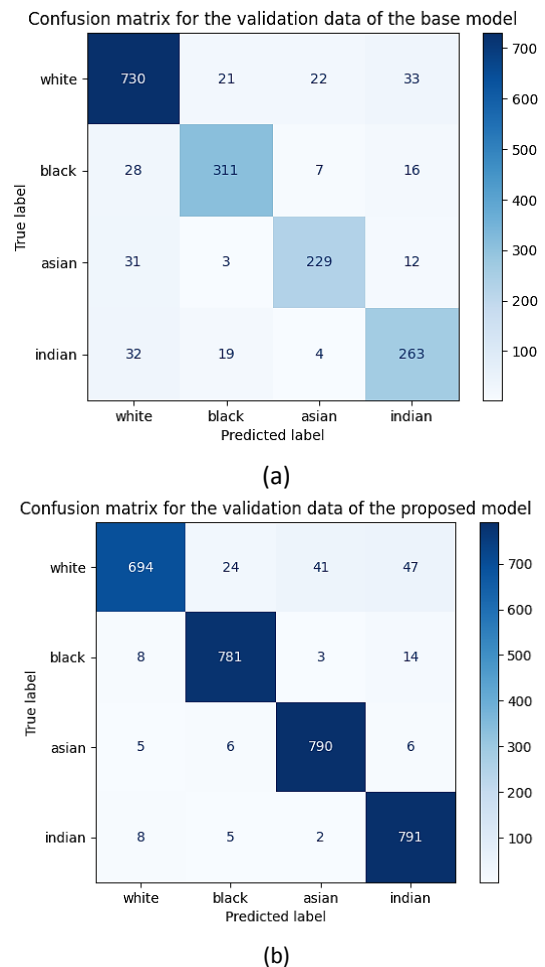 Confusion matrix for the validation data of the base model
white 730 21 22 33
black 28 311 7 16
asian 31 3 229 12
indian 32 19 4 263
white black asian indian
Predicted label
True label
700
600
500
400
300
200
100
(a)
Confusion matrix for the validation data of the proposed model
white 694 24 41 47
black 8 781 3 14
asian 5 6 790 6
indian 8 5 2 791
white black asian indian
Predicted label
True label
700
600
500
400
300
200
100
(b)